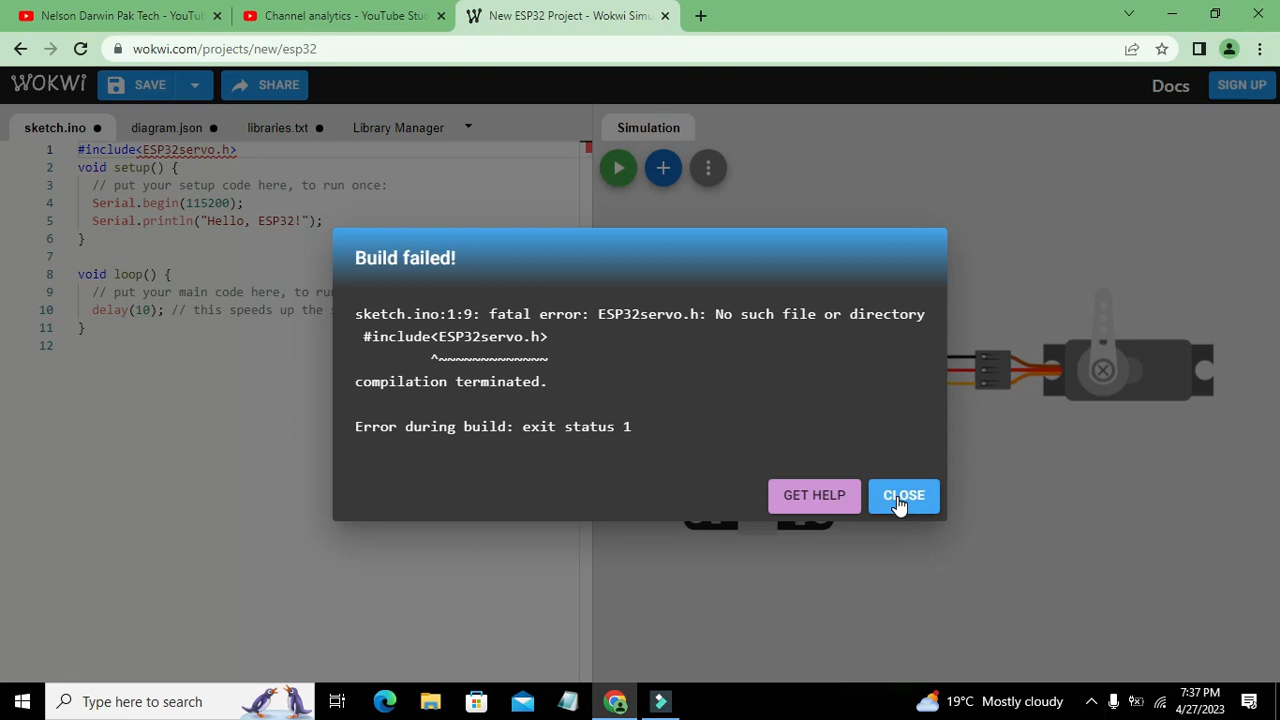 Nelson Darwin Pak Tech - YouTub
Channel analytics - YouTube Stud
New ESP32 Project - Wokwi Simu
wokwi.com/projects/new/esp32
WOKWi
SAVE
SHARE
Docs
SIGN UP
sketch.ino
diagram.json
libraries.txt
Library Manager
Simulation
1 #include<ESP32servo.h>
2 void setup() {
3 // put your setup code here, to run once:
4 Serial.begin(115200);
5 Serial.println("Hello, ESP32!");
6 }
7
8 void loop() {
9 // put your main code here, to ru
10 delay(10); // this speeds up the s
11 }
12
Build failed!
sketch.ino:1:9: fatal error: ESP32servo.h: No such file or directory
#include<ESP32servo.h>
^~~~~~~~~~~~~~
compilation terminated.
Error during build: exit status 1
GET HELP
CLOSE
Type here to search
19°C Mostly cloudy
7:37 PM
4/27/2023